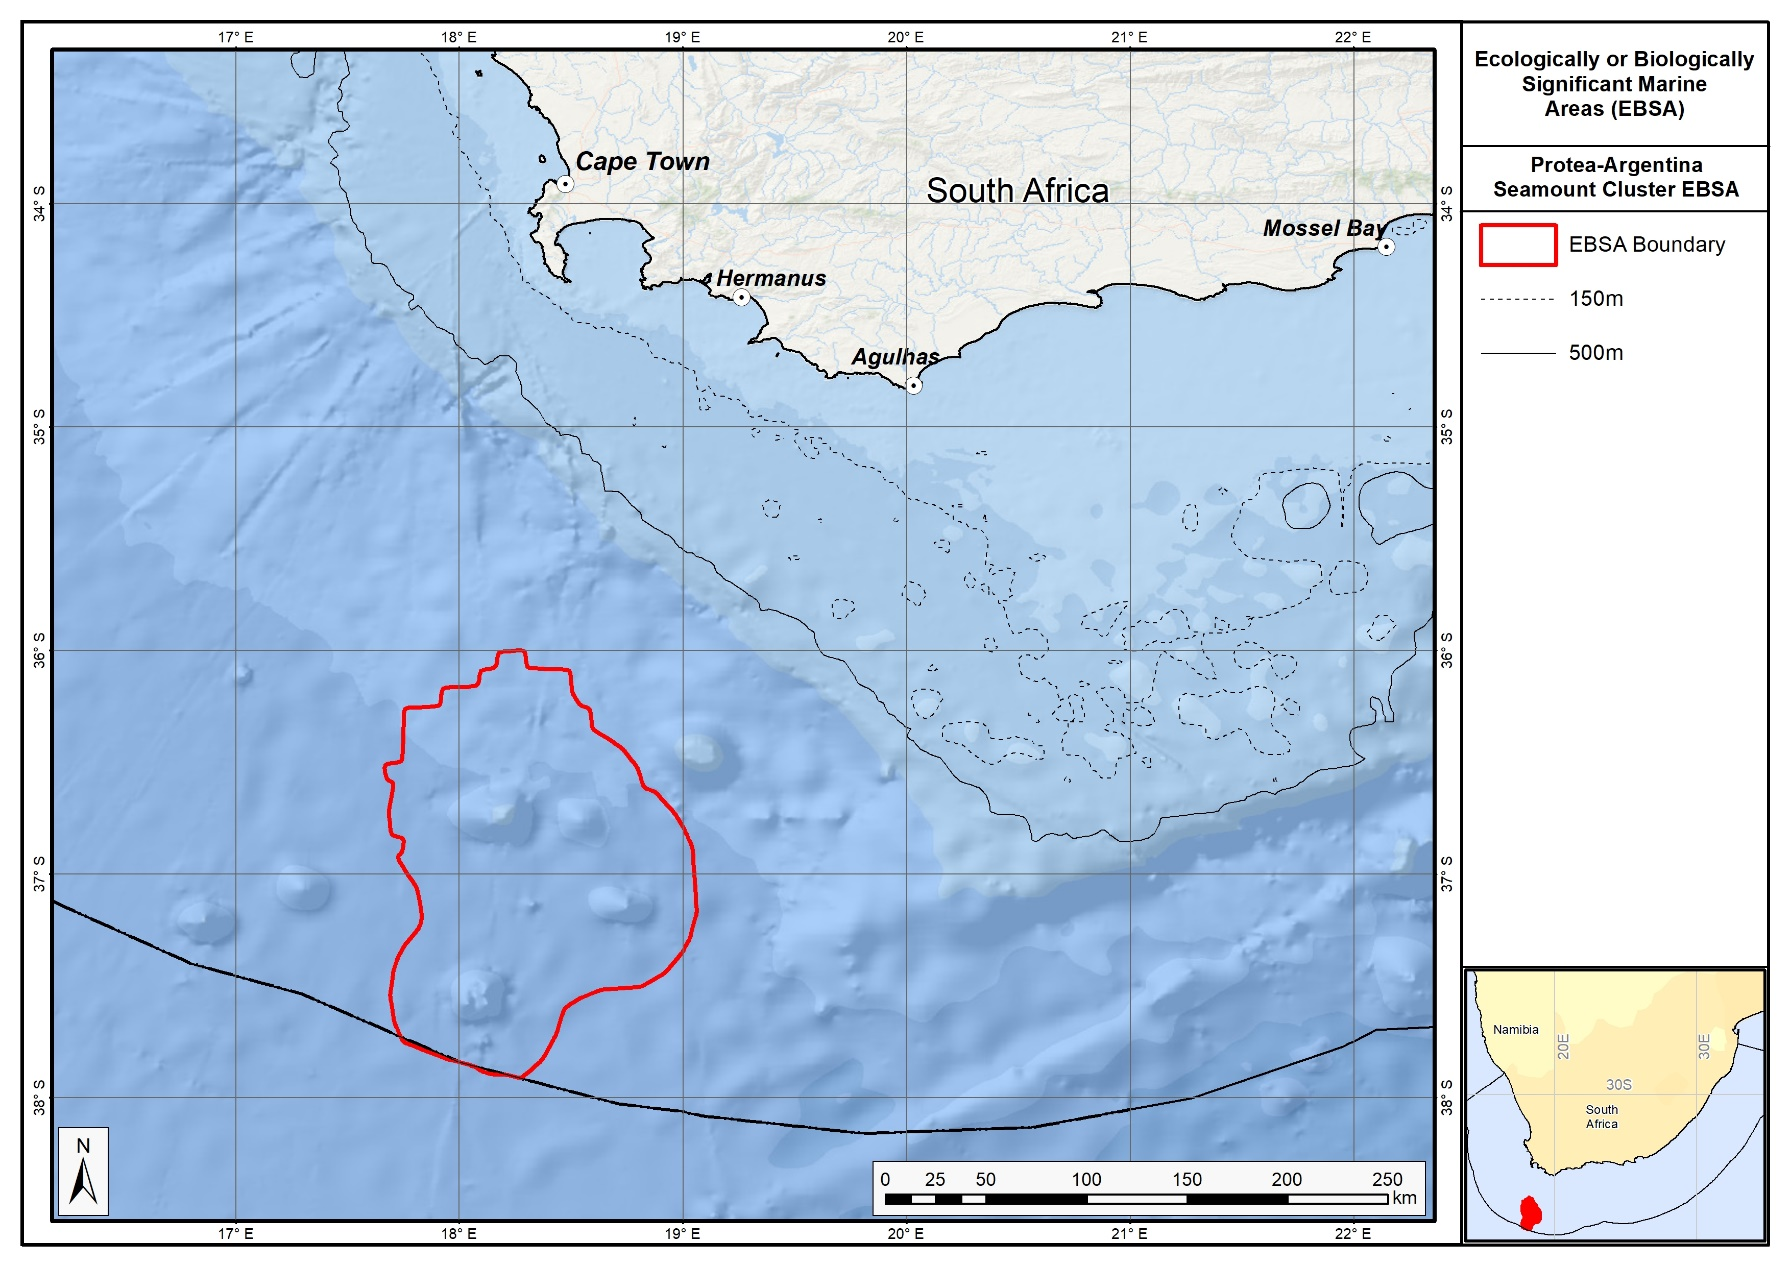 17° E 18° E 19° E 20° E 21° E 22° E
Ecologically or Biologically
Significant Marine
Areas (EBSA)
Protea-Argentina
Seamount Cluster EBSA
EBSA Boundary
150m
500m
Cape Town
South Africa
34° S 34° S
Mossel Bay
Hermanus
Agulhas
35° S 35° S
36° S 36° S
37° S 37° S
38° S 38° S
N
0 25 50 100 150 200 250
km
17° E 18° E 19° E 20° E 21° E 22° E
Namibia
20E
30E
30S
South
Africa